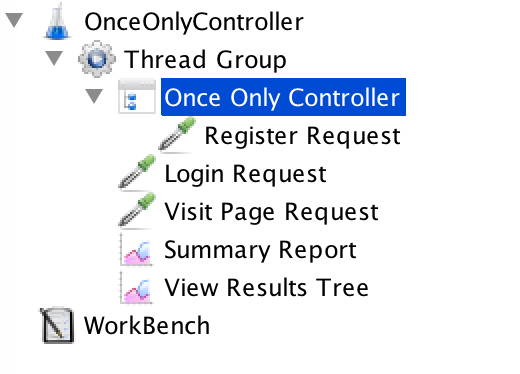 OnceOnlyController
Thread Group
Once Only Controller
Register Request
Login Request
Visit Page Request
Summary Report
View Results Tree
WorkBench